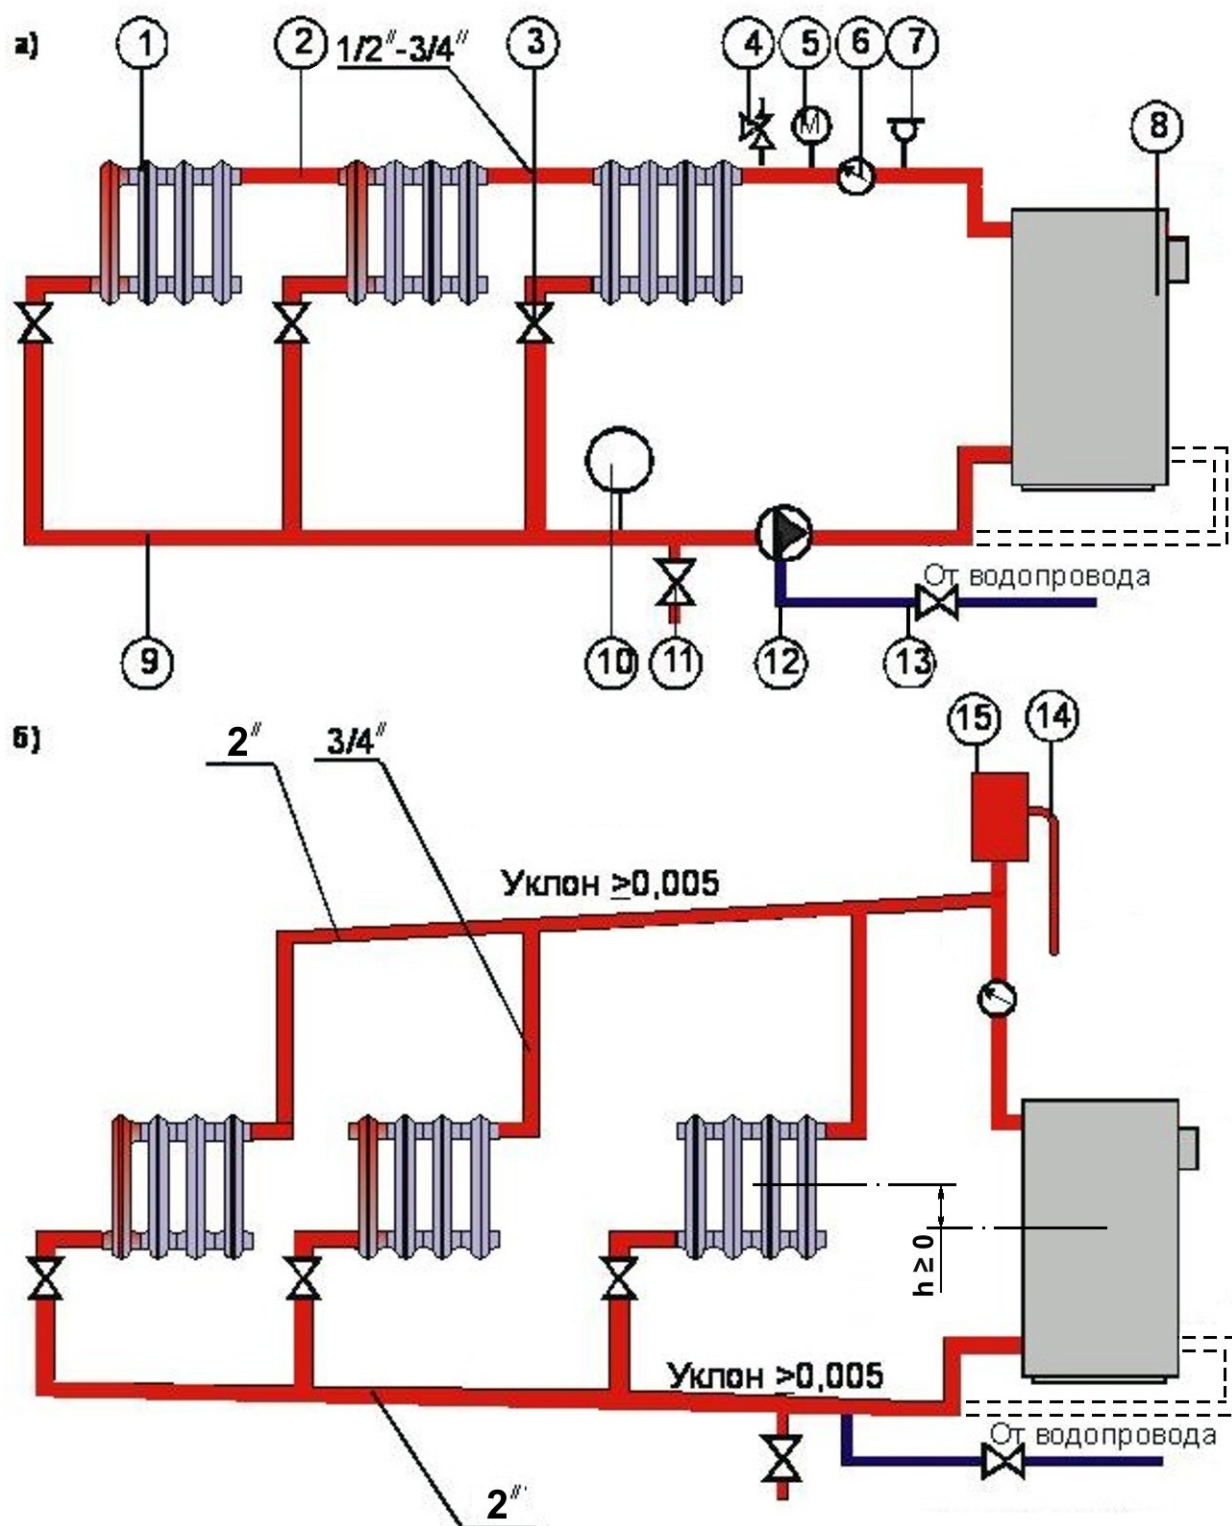 а)
1
2
1/2"-3/4"
3
4
5
6
7
M
8
От водопровода
9
10
11
12
13
б)
2"
3/4"
15
14
Уклон ≥0,005
h ≥ 0
Уклон ≥0,005
От водопровода
2"